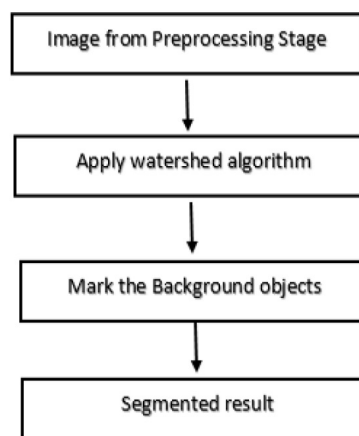 Image from Preprocessing Stage
Apply watershed algorithm
Mark the Background objects
Segmented result